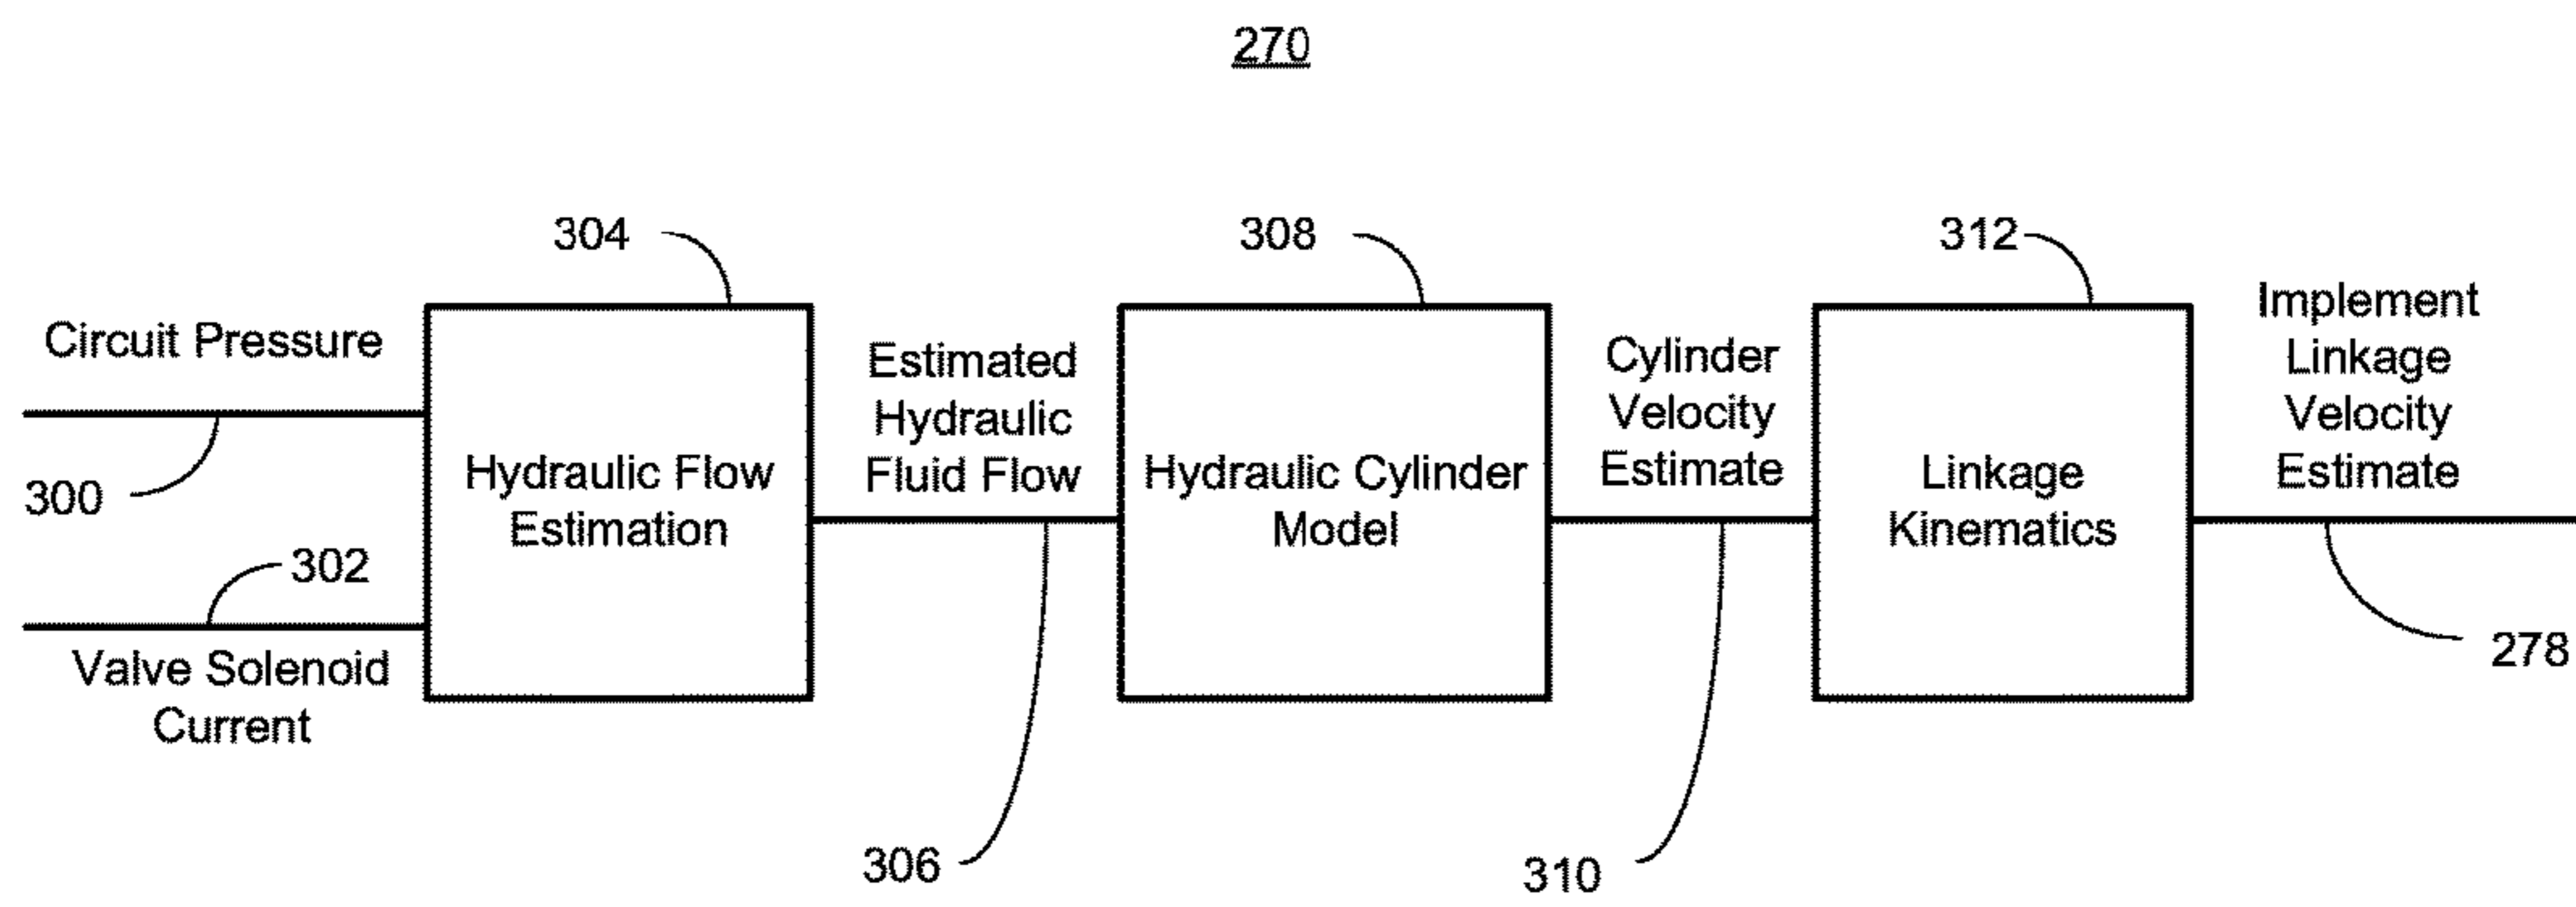 270
304
308
312
Circuit Pressure
300
302
Valve Solenoid
Current
Hydraulic Flow
Estimation
Estimated
Hydraulic
Fluid Flow
306
Hydraulic Cylinder
Model
Cylinder
Velocity
Estimate
310
Linkage
Kinematics
Implement
Linkage
Velocity
Estimate
278